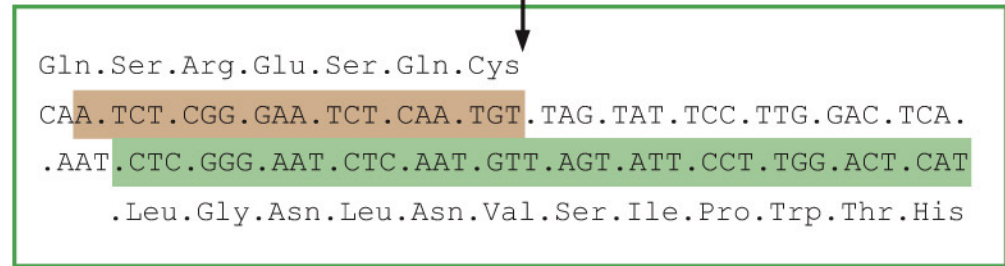 Gln.Ser.Arg.Glu.Ser.Gln.Cys
CAA.TCT.CGG.GAA.TCT.CAA.TGT.TAG.TAT.TCC.TTG.GAC.TCA.
.AAT.CTC.GGG.AAT.CTC.AAT.GTT.AGT.ATT.CCT.TGG.ACT.CAT
.Leu.Gly.Asn.Leu.Asn.Val.Ser.Ile.Pro.Trp.Thr.His